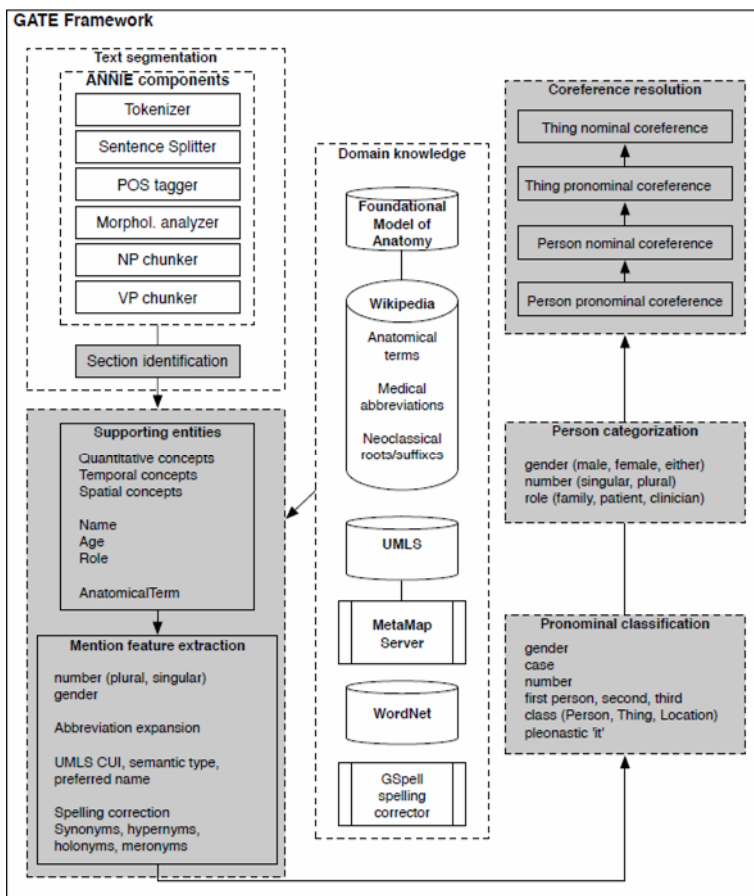 GATE Framework
Text segmentation
ANNIE components
Tokenizer
Sentence Splitter
POS tagger
Morphol. analyzer
NP chunker
VP chunker
Section identification
Supporting entities
Quantitative concepts
Temporal concepts
Spatial concepts
Name
Age
Role
AnatomicalTerm
Mention feature extraction
number (plural, singular)
gender
Abbreviation expansion
UMLS CUI, semantic type,
preferred name
Spelling correction
Synonyms, hypernyms,
holonyms, meronyms
Domain knowledge
Foundational
Model of
Anatomy
Wikipedia
Anatomical
terms
Medical
abbreviations
Neoclassical
roots/suffixes
UMLS
MetaMap
Server
WordNet
GSpell
spelling
corrector
Coreference resolution
Thing nominal coreference
Thing pronominal coreference
Person nominal coreference
Person pronominal coreference
Person categorization
gender (male, female, either)
number (singular, plural)
role (family, patient, clinician)
Pronominal classification
gender
case
number
first person, second, third
class (Person, Thing, Location)
pleonastic 'it'